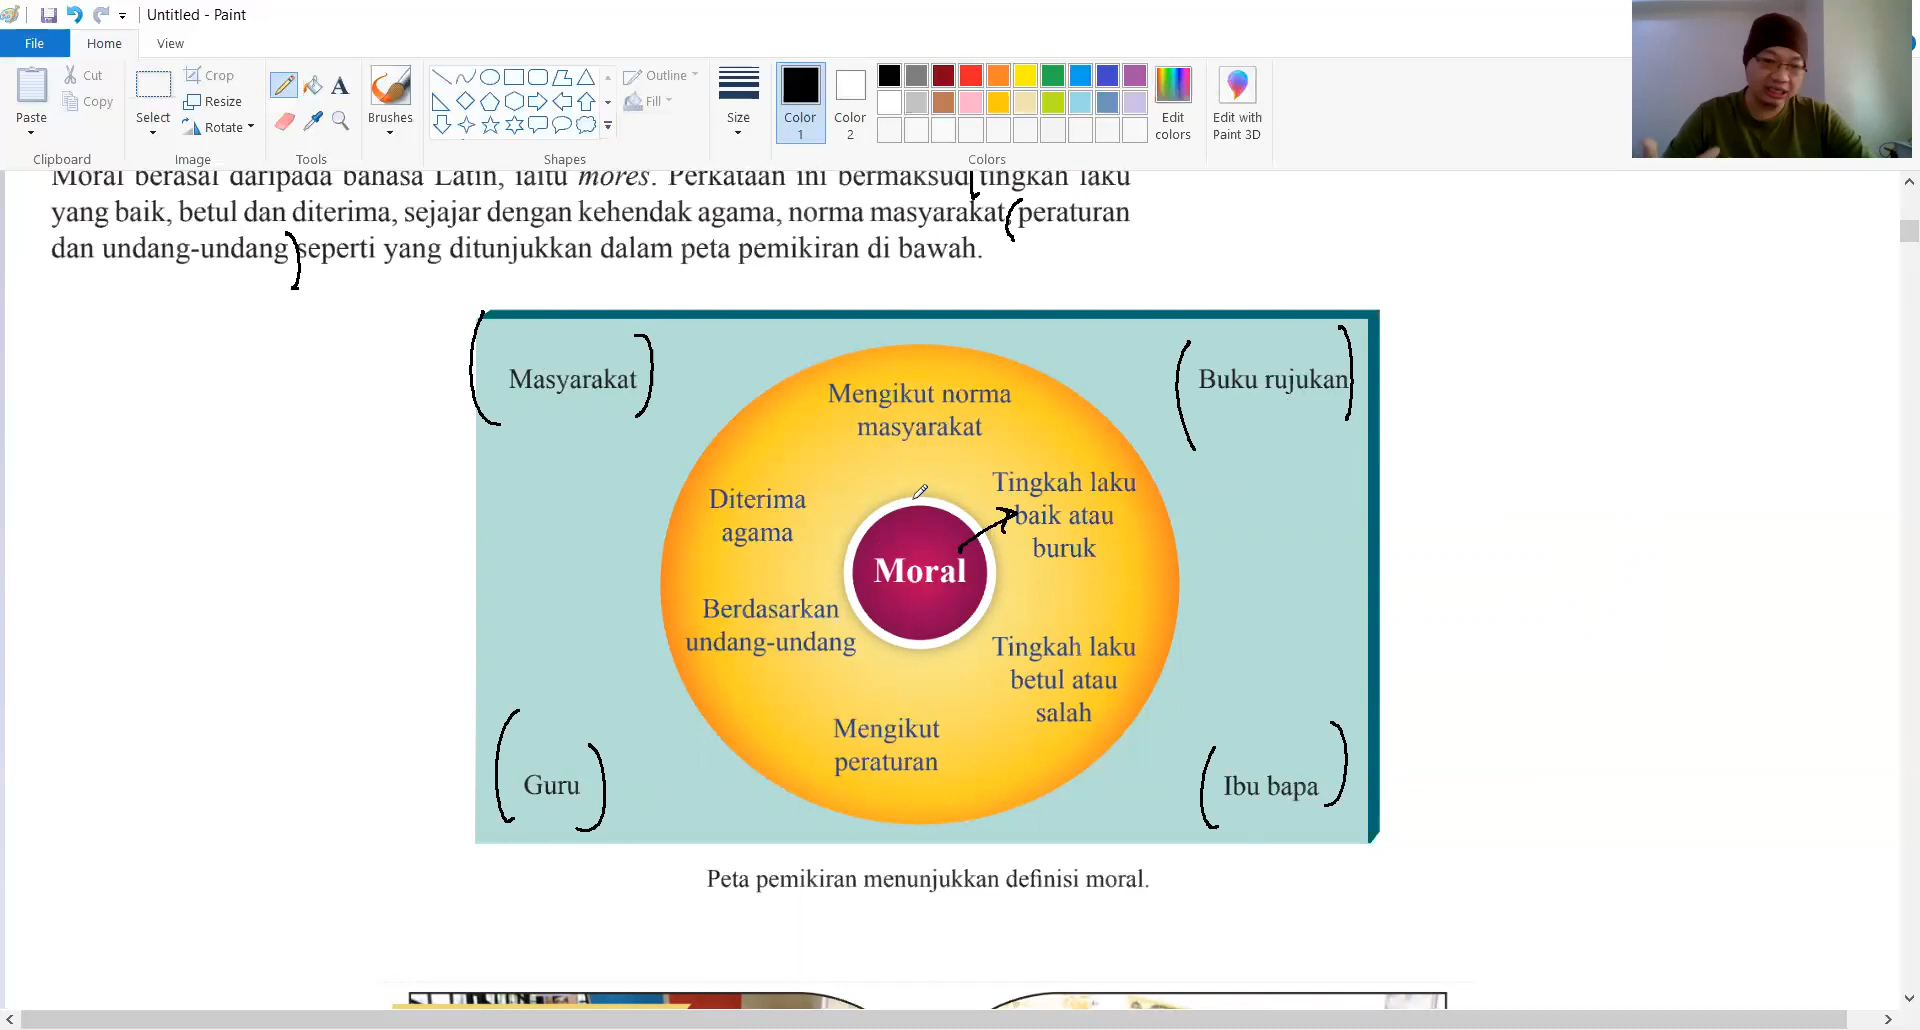 Untitled - Paint
File Home View
Cut
Copy
Paste
Clipboard
Select
Crop
Resize
Rotate
Image
A
Tools
Brushes
Outline
Fill
Shapes
Size
Color 1
Color 2
Edit colors
Colors
Edit with Paint 3D
Moral berasal daripada bahasa Latin, iaitu mores. Perkataan ini bermaksud tingkah laku
yang baik, betul dan diterima, sejajar dengan kehendak agama, norma masyarakat, peraturan
dan undang-undang seperti yang ditunjukkan dalam peta pemikiran di bawah.
Masyarakat
Buku rujukan
Mengikut norma
masyarakat
Tingkah laku
baik atau
buruk
Diterima
agama
Moral
Berdasarkan
undang-undang
Tingkah laku
betul atau
salah
Mengikut
peraturan
Guru
Ibu bapa
Peta pemikiran menunjukkan definisi moral.